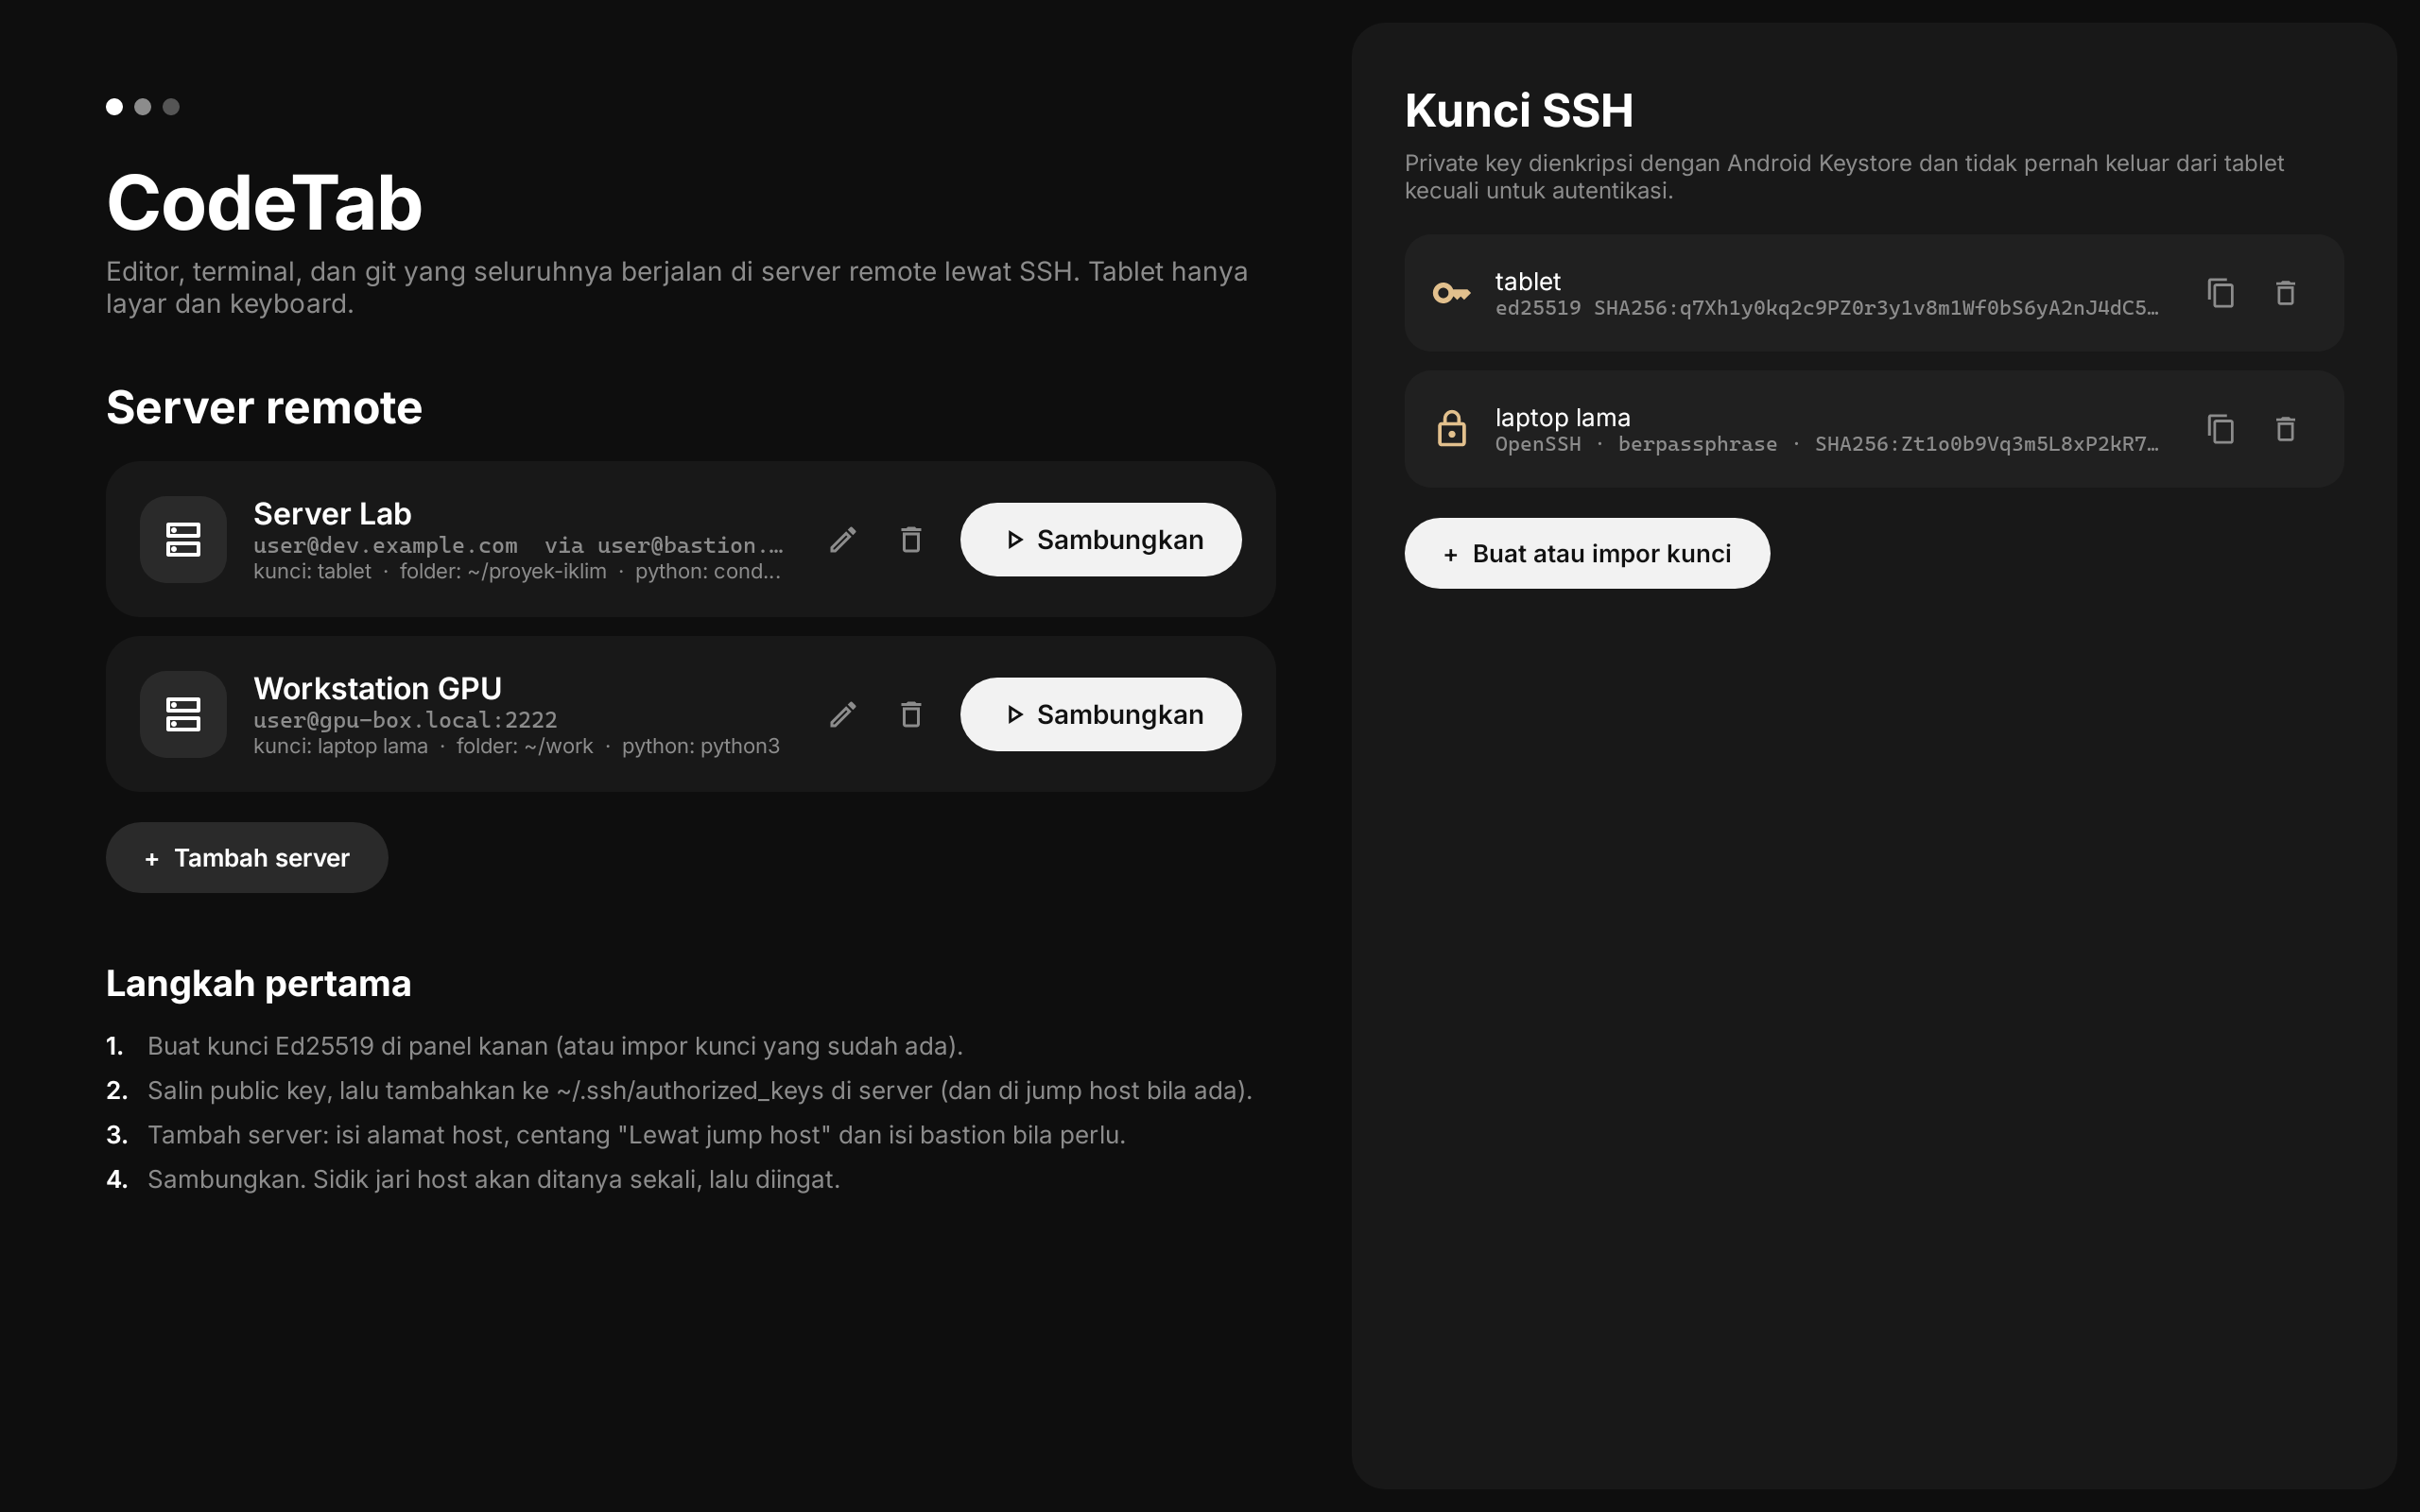 CodeTab
Editor, terminal, dan git yang seluruhnya berjalan di server remote lewat SSH. Tablet hanya
layar dan keyboard.
Server remote
Server Lab
user@dev.example.com  via user@bastion.…
kunci: tablet · folder: ~/proyek-iklim · python: cond...
Sambungkan
Workstation GPU
user@gpu-box.local:2222
kunci: laptop lama · folder: ~/work · python: python3
Sambungkan
+ Tambah server
Langkah pertama
1. Buat kunci Ed25519 di panel kanan (atau impor kunci yang sudah ada).
2. Salin public key, lalu tambahkan ke ~/.ssh/authorized_keys di server (dan di jump host bila ada).
3. Tambah server: isi alamat host, centang "Lewat jump host" dan isi bastion bila perlu.
4. Sambungkan. Sidik jari host akan ditanya sekali, lalu diingat.
Kunci SSH
Private key dienkripsi dengan Android Keystore dan tidak pernah keluar dari tablet
kecuali untuk autentikasi.
tablet
ed25519 SHA256:q7Xh1y0kq2c9PZ0r3y1v8m1Wf0bS6yA2nJ4dC5…
laptop lama
OpenSSH · berpassphrase · SHA256:Zt1o0b9Vq3m5L8xP2kR7…
+ Buat atau impor kunci